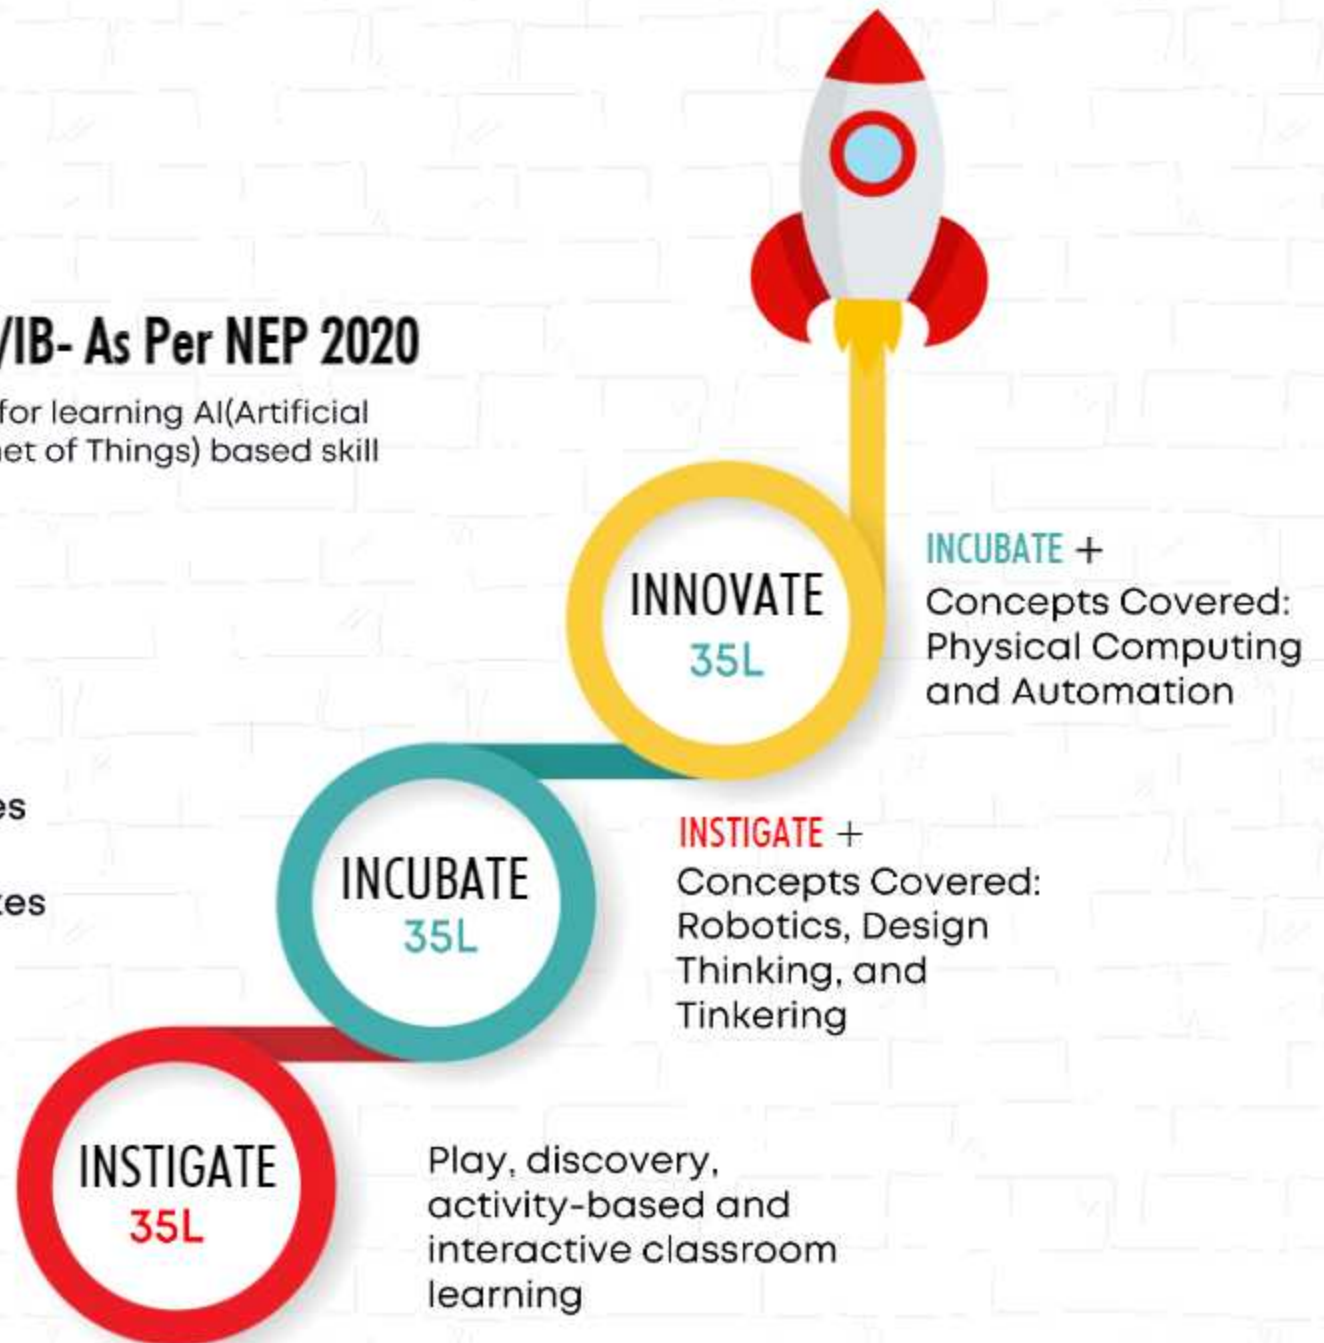 /IB- As Per NEP 2020
for learning AI(Artificial
net of Things) based skill
INNOVATE
35L
INCUBATE +
Concepts Covered:
Physical Computing
and Automation
es
tes
INCUBATE
35L
INSTIGATE +
Concepts Covered:
Robotics, Design
Thinking, and
Tinkering
INSTIGATE
35L
Play, discovery,
activity-based and
interactive classroom
learning